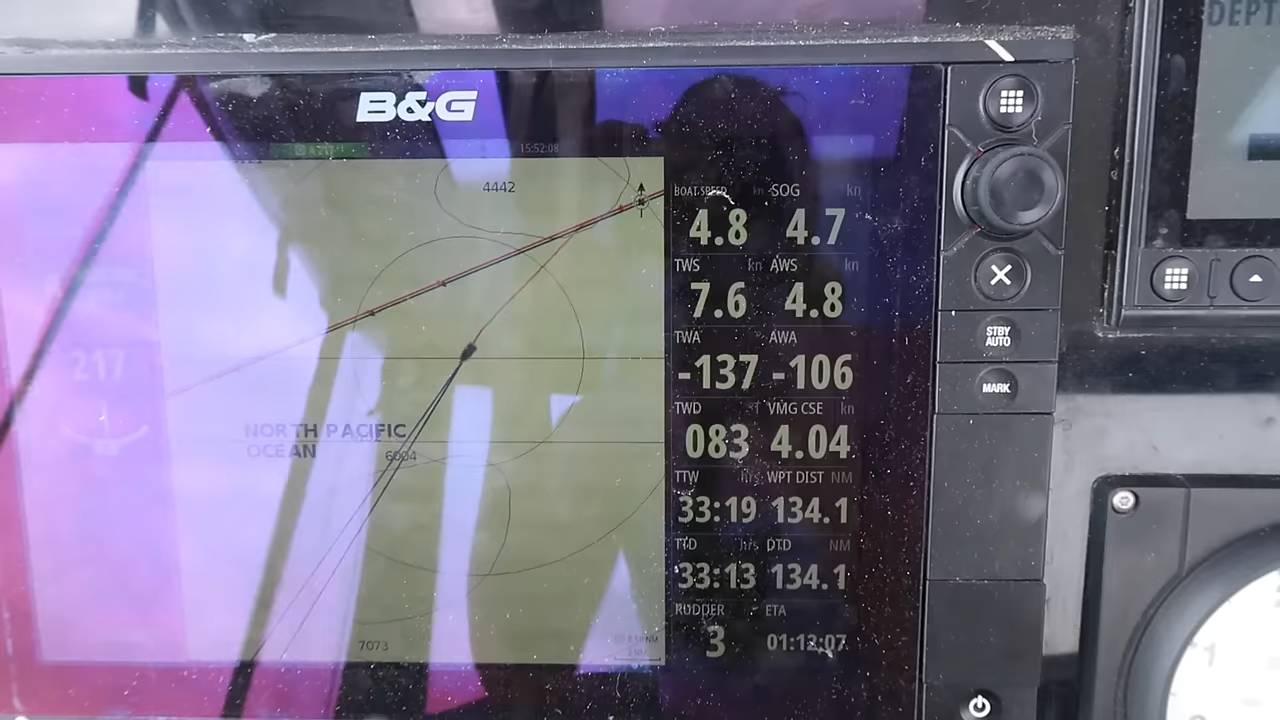 DEPT
B&G
15:52:08
4442
BOAT SPEED kn SOG kn
4.8 4.7
TWS kn AWS kn
7.6 4.8
TWA AWA
-137 -106
TWD VMG CSE kn
083 4.04
TTW hrs WPT DIST NM
33:19 134.1
TTD hrs DTD NM
33:13 134.1
RUDDER ETA
3 01:12:07
217
NORTH PACIFIC
OCEAN
6004
7073
STBY
AUTO
MARK